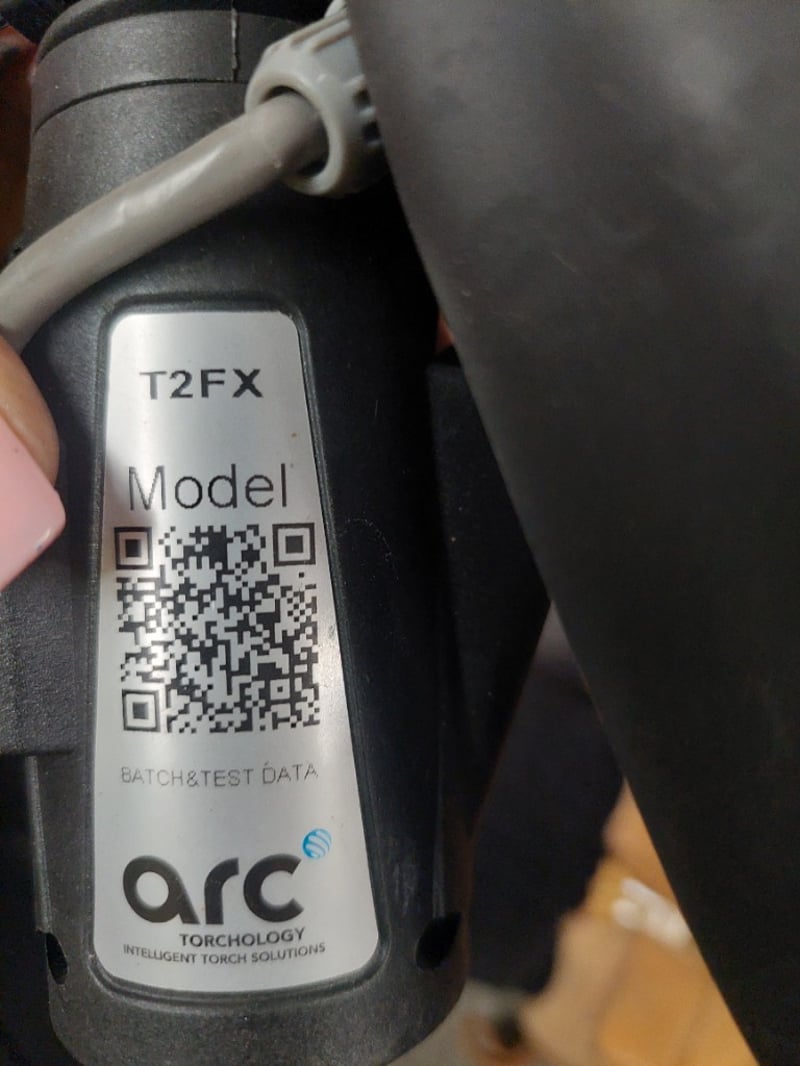 T2FX
Model
BATCH&TEST DATA
arc
TORCHOLOGY
INTELLIGENT TORCH SOLUTIONS